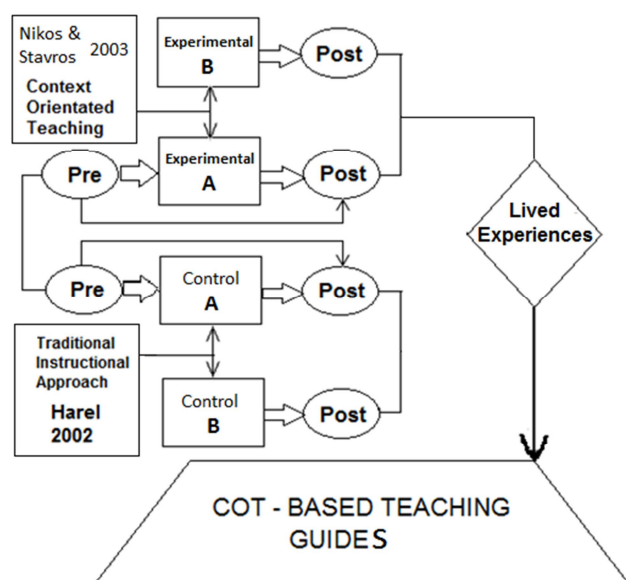 Nikos &
Stavros 2003
Context
Orientated
Teaching
Experimental
B
Post
Pre
Experimental
A
Post
Lived
Experiences
Pre
Control
A
Post
Traditional
Instructional
Approach
Harel
2002
Control
B
Post
COT - BASED TEACHING
GUIDES